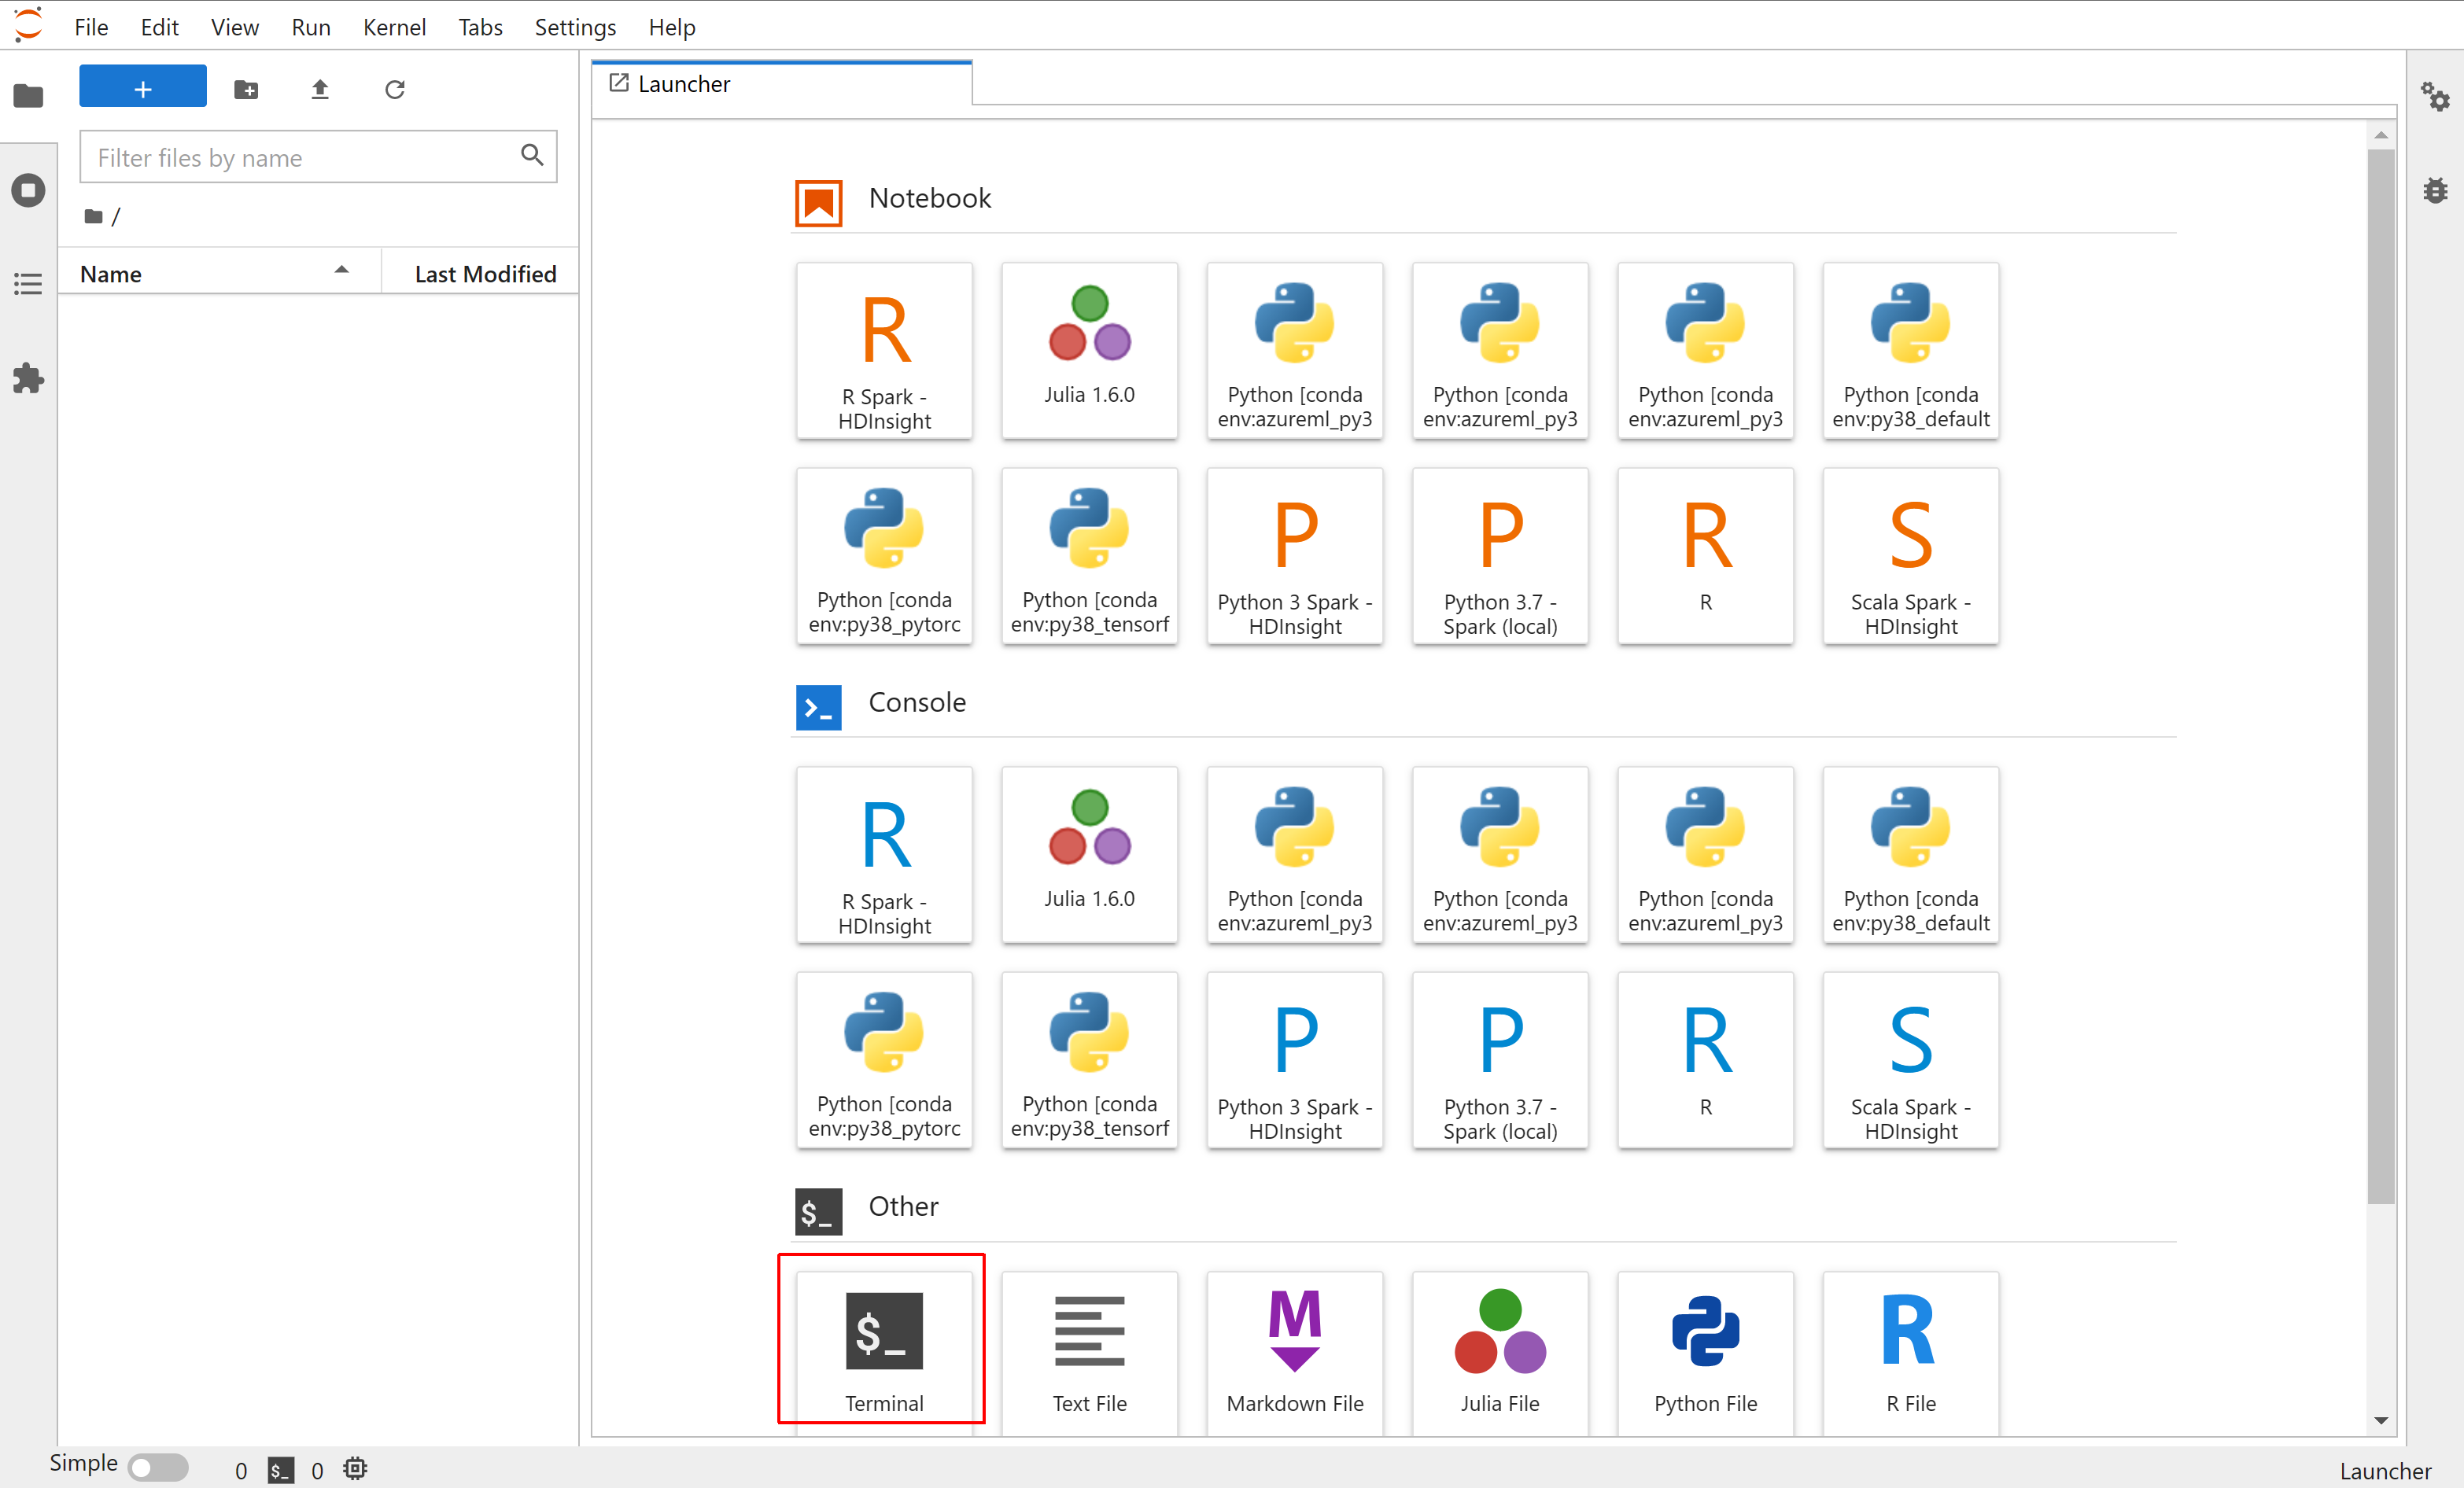 File Edit View Run Kernel Tabs Settings Help
+
Launcher
Filter files by name
/
Name Last Modified
Notebook
R
R Spark -
HDInsight
Julia 1.6.0
Python [conda
env:azureml_py3
Python [conda
env:azureml_py3
Python [conda
env:azureml_py3
Python [conda
env:py38_default
Python [conda
env:py38_pytorc
Python [conda
env:py38_tensorf
P
Python 3 Spark -
HDInsight
P
Python 3.7 -
Spark (local)
R
R
S
Scala Spark -
HDInsight
>_ Console
R
R Spark -
HDInsight
Julia 1.6.0
Python [conda
env:azureml_py3
Python [conda
env:azureml_py3
Python [conda
env:azureml_py3
Python [conda
env:py38_default
Python [conda
env:py38_pytorc
Python [conda
env:py38_tensorf
P
Python 3 Spark -
HDInsight
P
Python 3.7 -
Spark (local)
R
R
S
Scala Spark -
HDInsight
$_ Other
$_
Terminal
Text File
M
Markdown File
Julia File
Python File
R
R File
Simple 0 $_ 0 Launcher